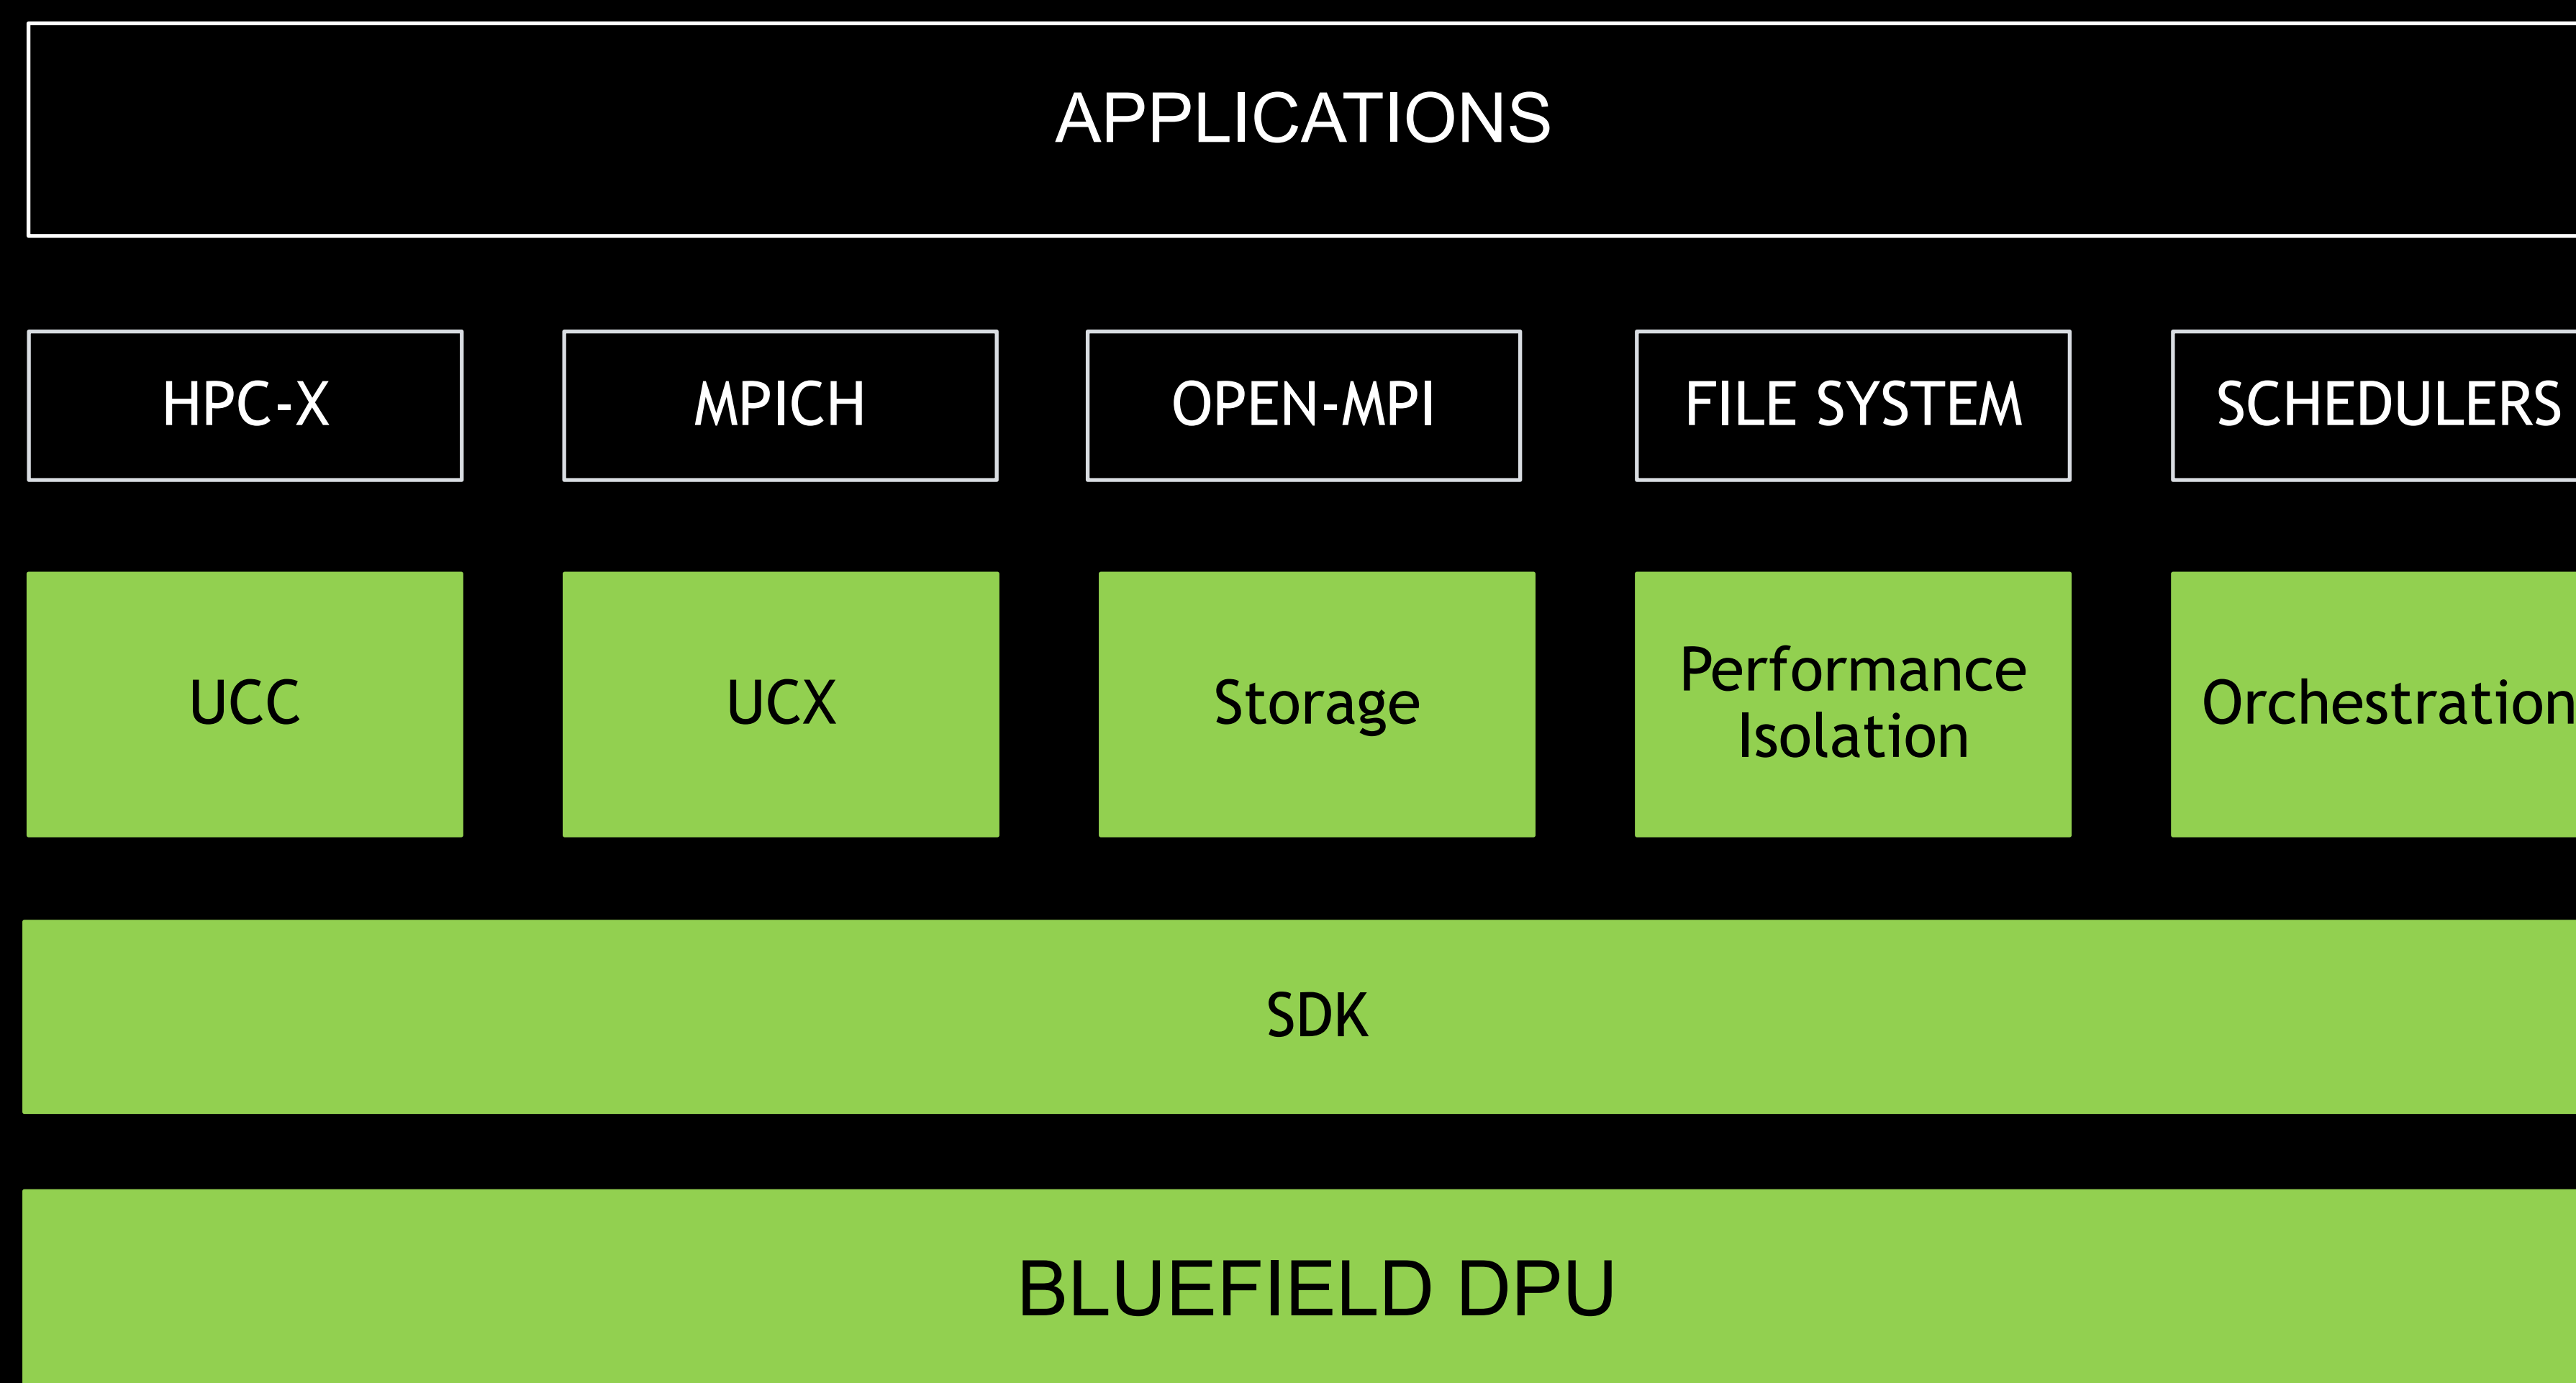 APPLICATIONS
HPC-X
MPICH
OPEN-MPI
FILE SYSTEM
SCHEDULERS
UCC
UCX
Storage
Performance
Isolation
Orchestration
SDK
BLUEFIELD DPU